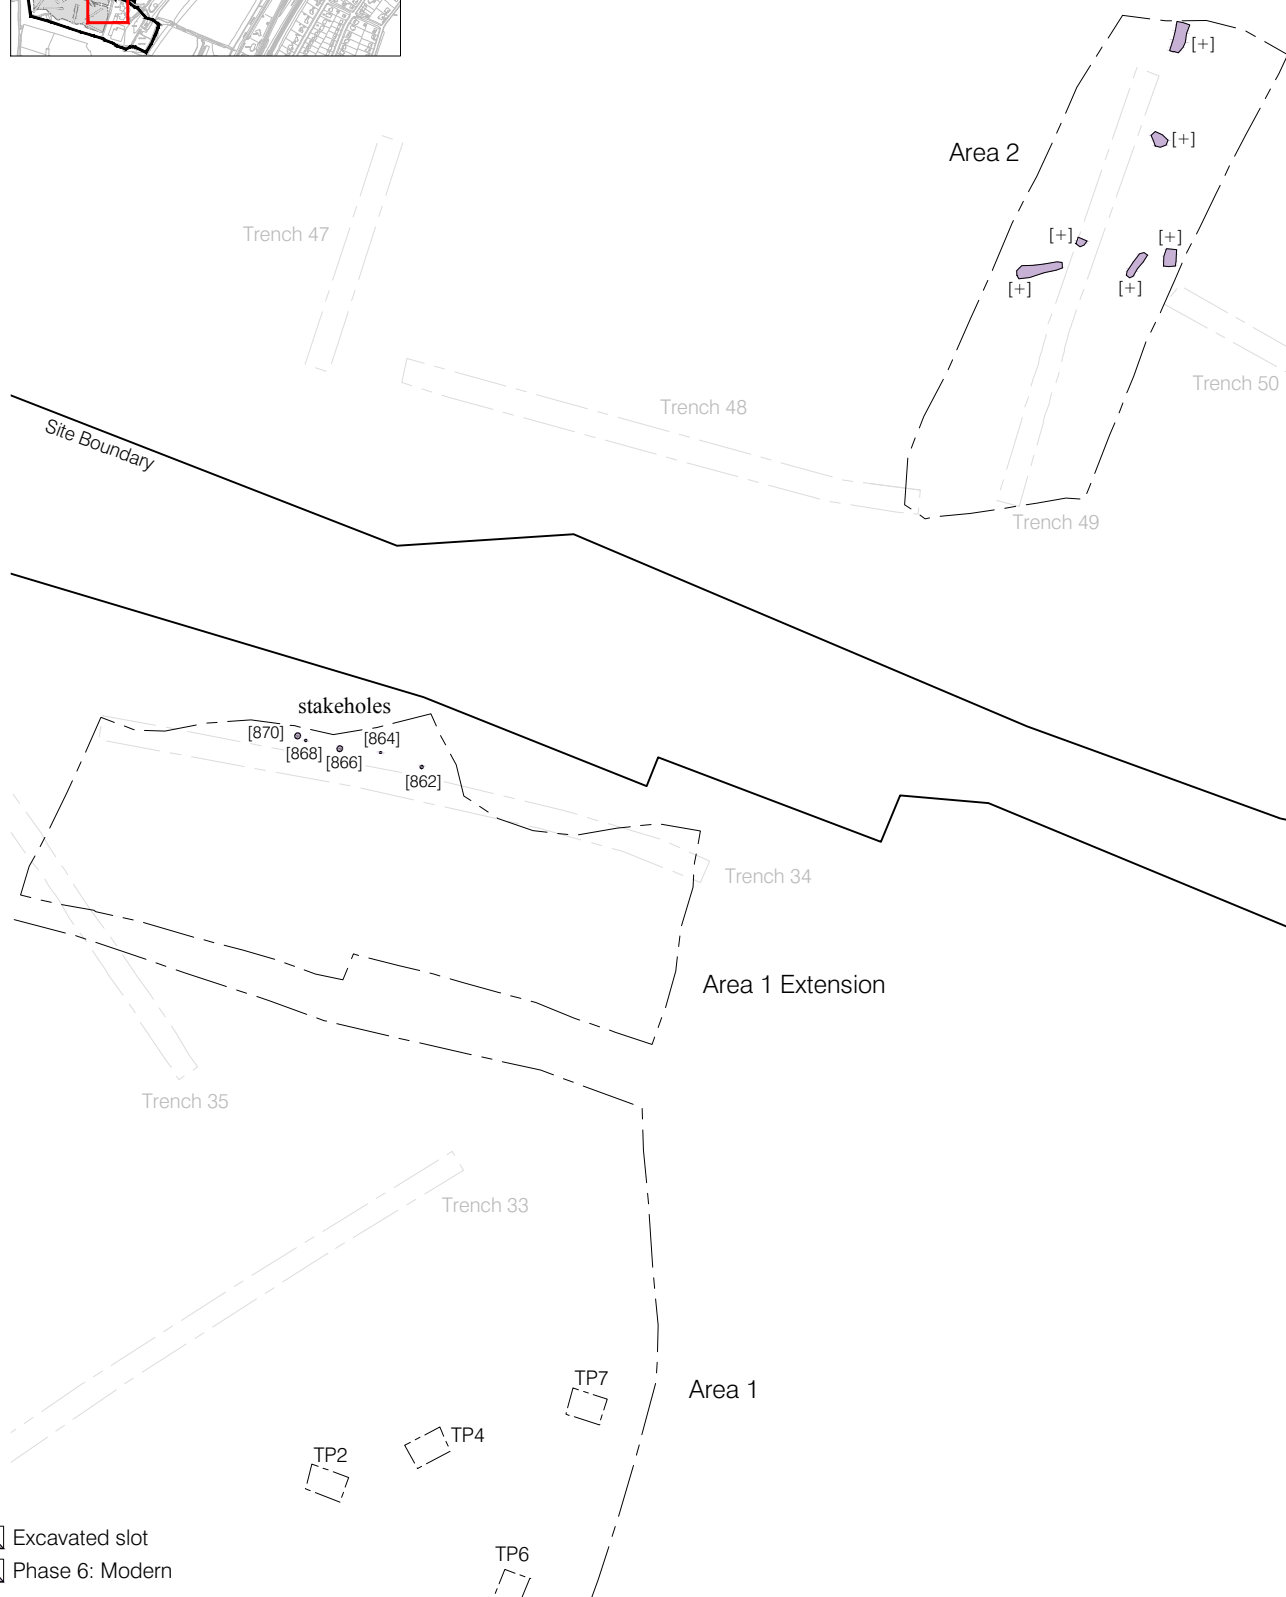 [+]
Area 2
[+]
Trench 47
[+]
[+]
[+]
[+]
Trench 50
Trench 48
Site Boundary
Trench 49
stakeholes
[870]
[868]
[866]
[864]
[862]
Trench 34
Area 1 Extension
Trench 35
Trench 33
TP7
Area 1
TP4
TP2
Excavated slot
TP6
Phase 6: Modern